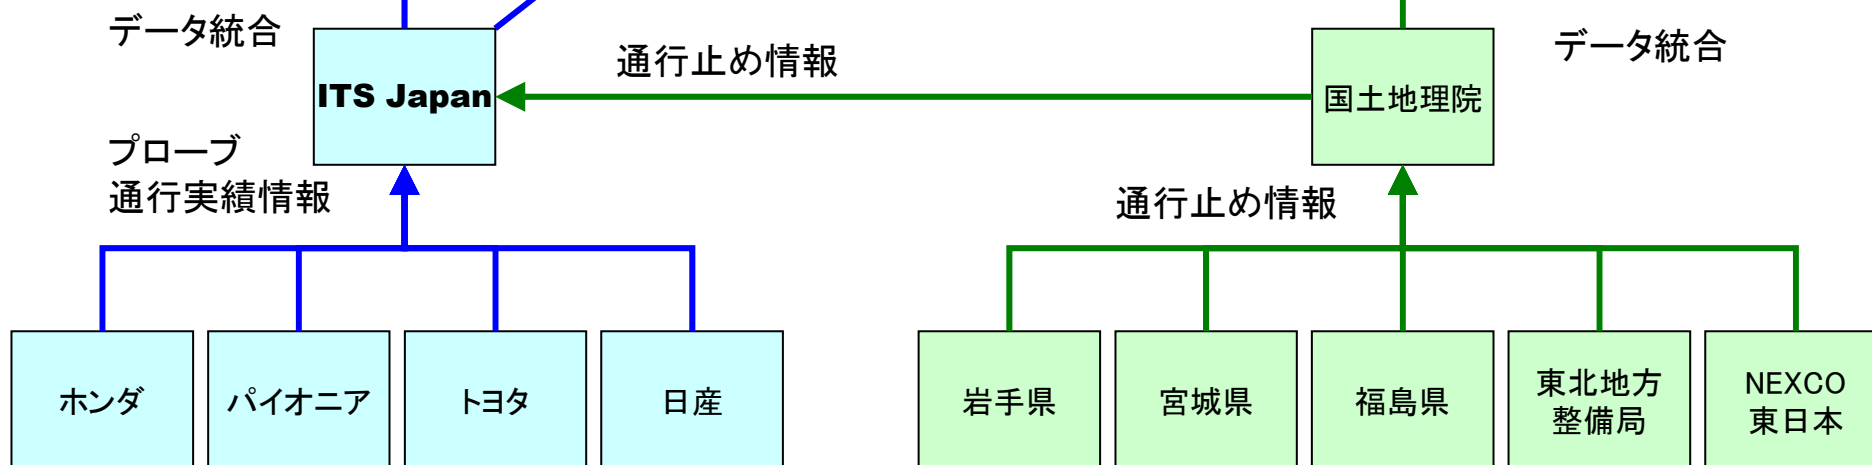 データ統合
通行止め情報
データ統合
ITS Japan
国土地理院
プローブ
通行実績情報
通行止め情報
ホンダ
パイオニア
トヨタ
日産
岩手県
宮城県
福島県
東北地方
整備局
NEXCO
東日本